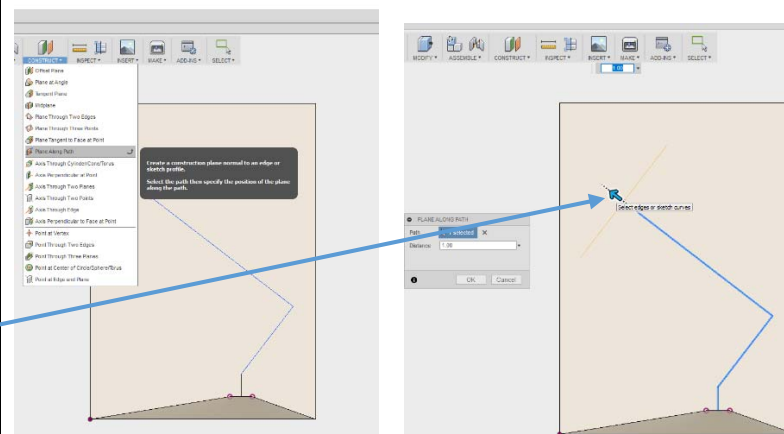 CONSTRUCT INSPECT INSERT MAKE ADD-INS SELECT
Offset Plane
Plane at Angle
Tangent Plane
Midplane
Plane Through Two Edges
Plane Through Three Points
Plane Tangent to Face at Point
Plane Along Path
Axis Through Cylinder/Cone/Torus
Axis Perpendicular at Point
Axis Through Two Planes
Axis Through Two Points
Axis Through Edge
Axis Perpendicular to Face at Point
Point at Vertex
Point Through Two Edges
Point Through Three Planes
Point at Center of Circle/Sphere/Torus
Point at Edge and Plane
Create a construction plane normal to an edge or
sketch profile.
Select the path then specify the position of the plane
along the path.
MODIFY ASSEMBLE CONSTRUCT INSPECT INSERT MAKE ADD-INS SELECT
1.00
Select edges or sketch curves
PLANE ALONG PATH
Path selected
Distance 1.00
OK Cancel